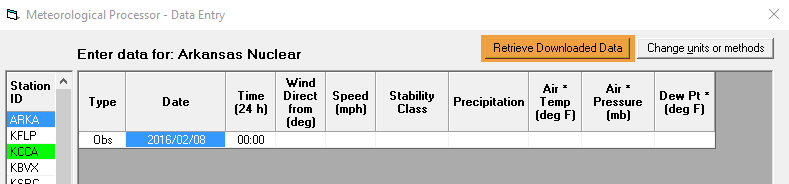 Meteorological Processor - Data Entry
Enter data for: Arkansas Nuclear
Retrieve Downloaded Data
Change units or methods
Station
ID
ARKA
KFLP
KCCA
KBVX
Type
Date
Time
(24 h)
Wind
Direct
from
(deg)
Speed
(mph)
Stability
Class
Precipitation
Air *
Temp
(deg F)
Air *
Pressure
(mb)
Dew Pt *
(deg F)
Obs
2016/02/08
00:00